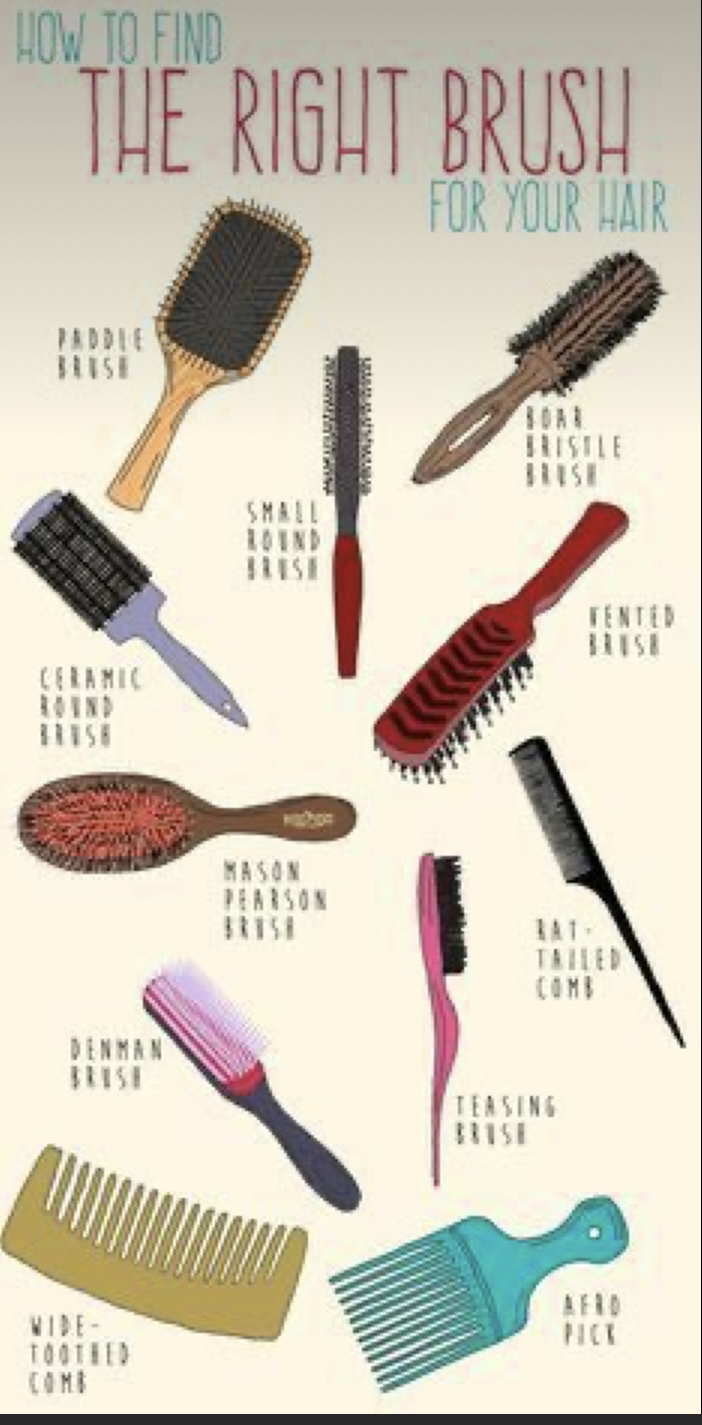 HOW TO FIND
THE RIGHT BRUSH
FOR YOUR HAIR
PADDLE
BRUSH
BOAR
BRISTLE
BRUSH
SMALL
ROUND
BRUSH
VENTED
BRUSH
CERAMIC
ROUND
BRUSH
MASON
PEARSON
BRUSH
RAT-
TAILED
COMB
DENMAN
BRUSH
TEASING
BRUSH
WIDE-
TOOTHED
COMB
AFRO
PICK